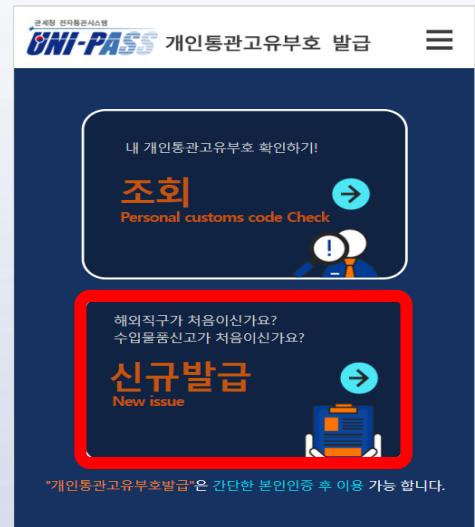 관세청 전자통관시스템
UNI-PASS 개인통관고유부호 발급
내 개인통관고유부호 확인하기!
조회
Personal customs code Check
!
해외직구가 처음이신가요?
수입물품신고가 처음이신가요?
신규발급
New issue
"개인통관고유부호발급"은 간단한 본인인증 후 이용 가능 합니다.